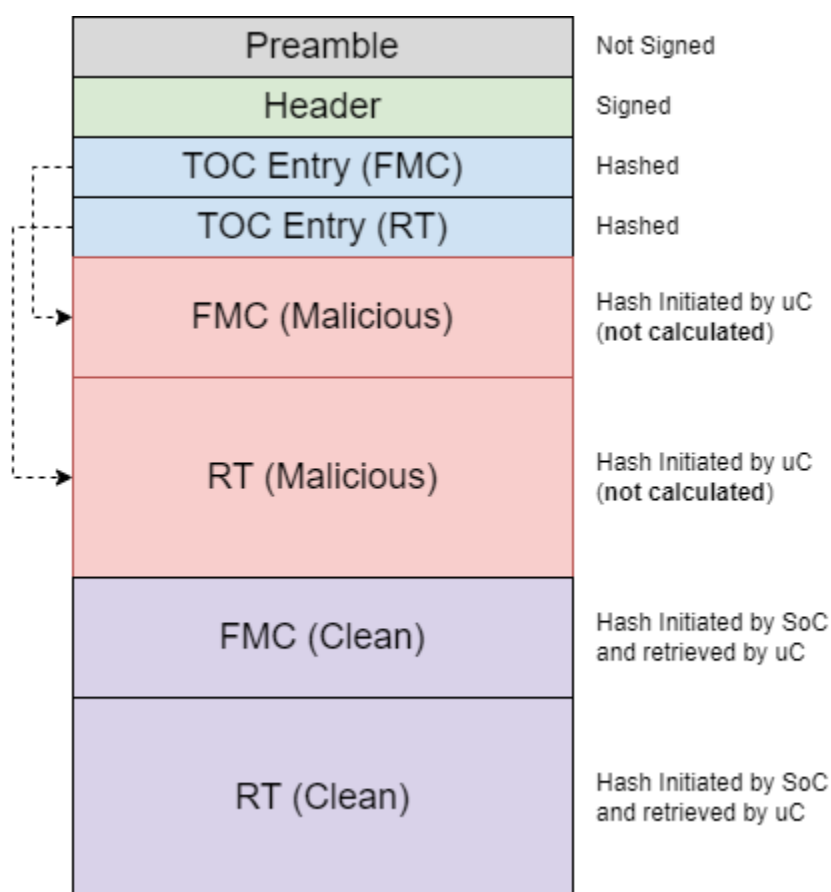 Preamble
Not Signed
Header
Signed
TOC Entry (FMC)
Hashed
TOC Entry (RT)
Hashed
FMC (Malicious)
Hash Initiated by uC
(not calculated)
RT (Malicious)
Hash Initiated by uC
(not calculated)
FMC (Clean)
Hash Initiated by SoC
and retrieved by uC
RT (Clean)
Hash Initiated by SoC
and retrieved by uC